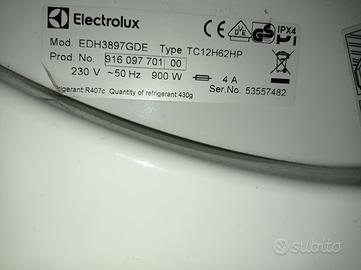 Electrolux
IPX4
Mod. EDH3897GDE Type TC12H62HP
Prod. No. 916 097 701 00
230 V ~50 Hz 900 W 4 A
Refrigerant:R407c Quantity of refrigerant:430g
Ser. No. 53557482
subito